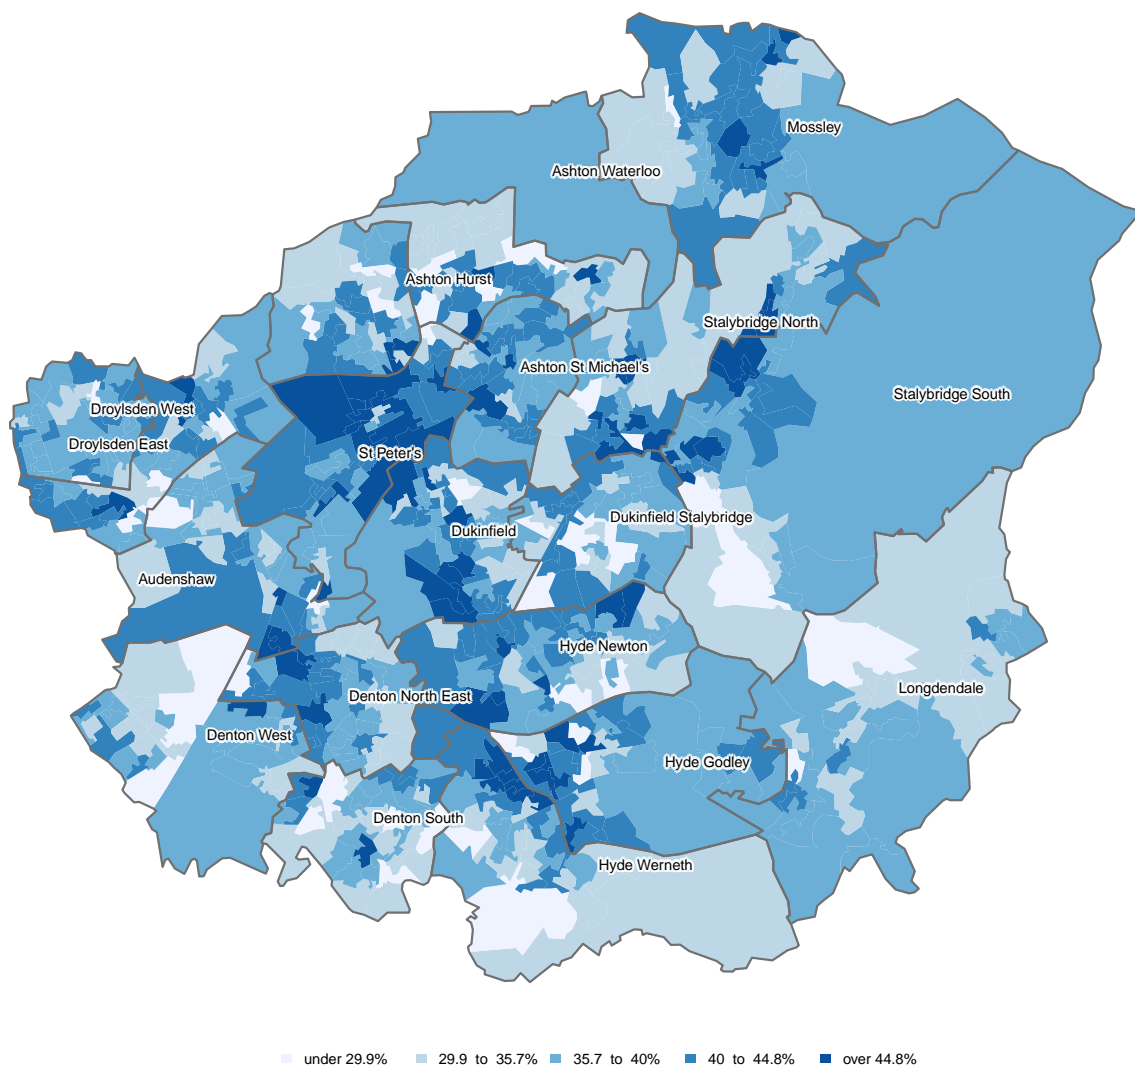 Mossley
Ashton Waterloo
Ashton Hurst
Stalybridge North
Ashton St Michael's
Stalybridge South
Droylsden West
Droylsden East
St Peter's
Dukinfield Stalybridge
Dukinfield
Audenshaw
Hyde Newton
Longdendale
Denton North East
Denton West
Hyde Godley
Denton South
Hyde Werneth
under 29.9% 29.9 to 35.7% 35.7 to 40% 40 to 44.8% over 44.8%